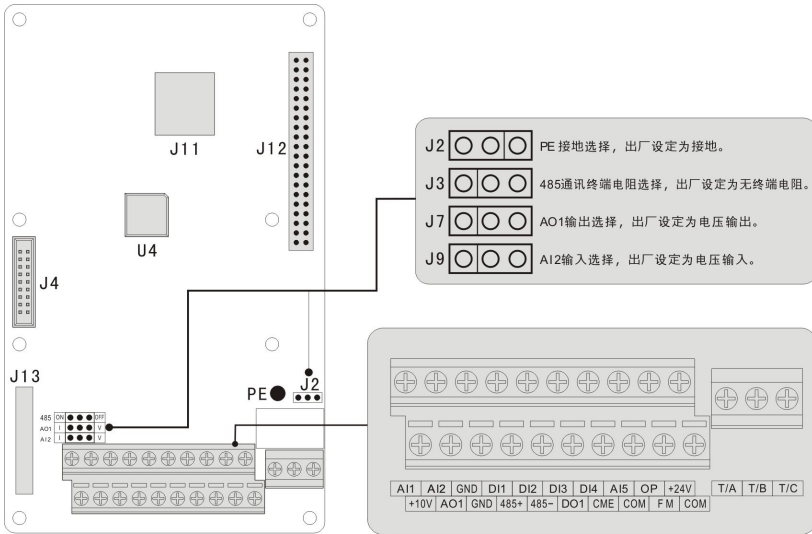 J11
J12
U4
J4
J13
PE
J2
485 ON OFF
AO1 I V
AI2 I V
J2 PE接地选择，出厂设定为接地。
J3 485通讯终端电阻选择，出厂设定为无终端电阻。
J7 AO1输出选择，出厂设定为电压输出。
J9 AI2输入选择，出厂设定为电压输入。
AI1 AI2 GND DI1 DI2 DI3 DI4 AI5 OP +24V T/A T/B T/C
+10V AO1 GND 485+ 485- DO1 CME COM FM COM